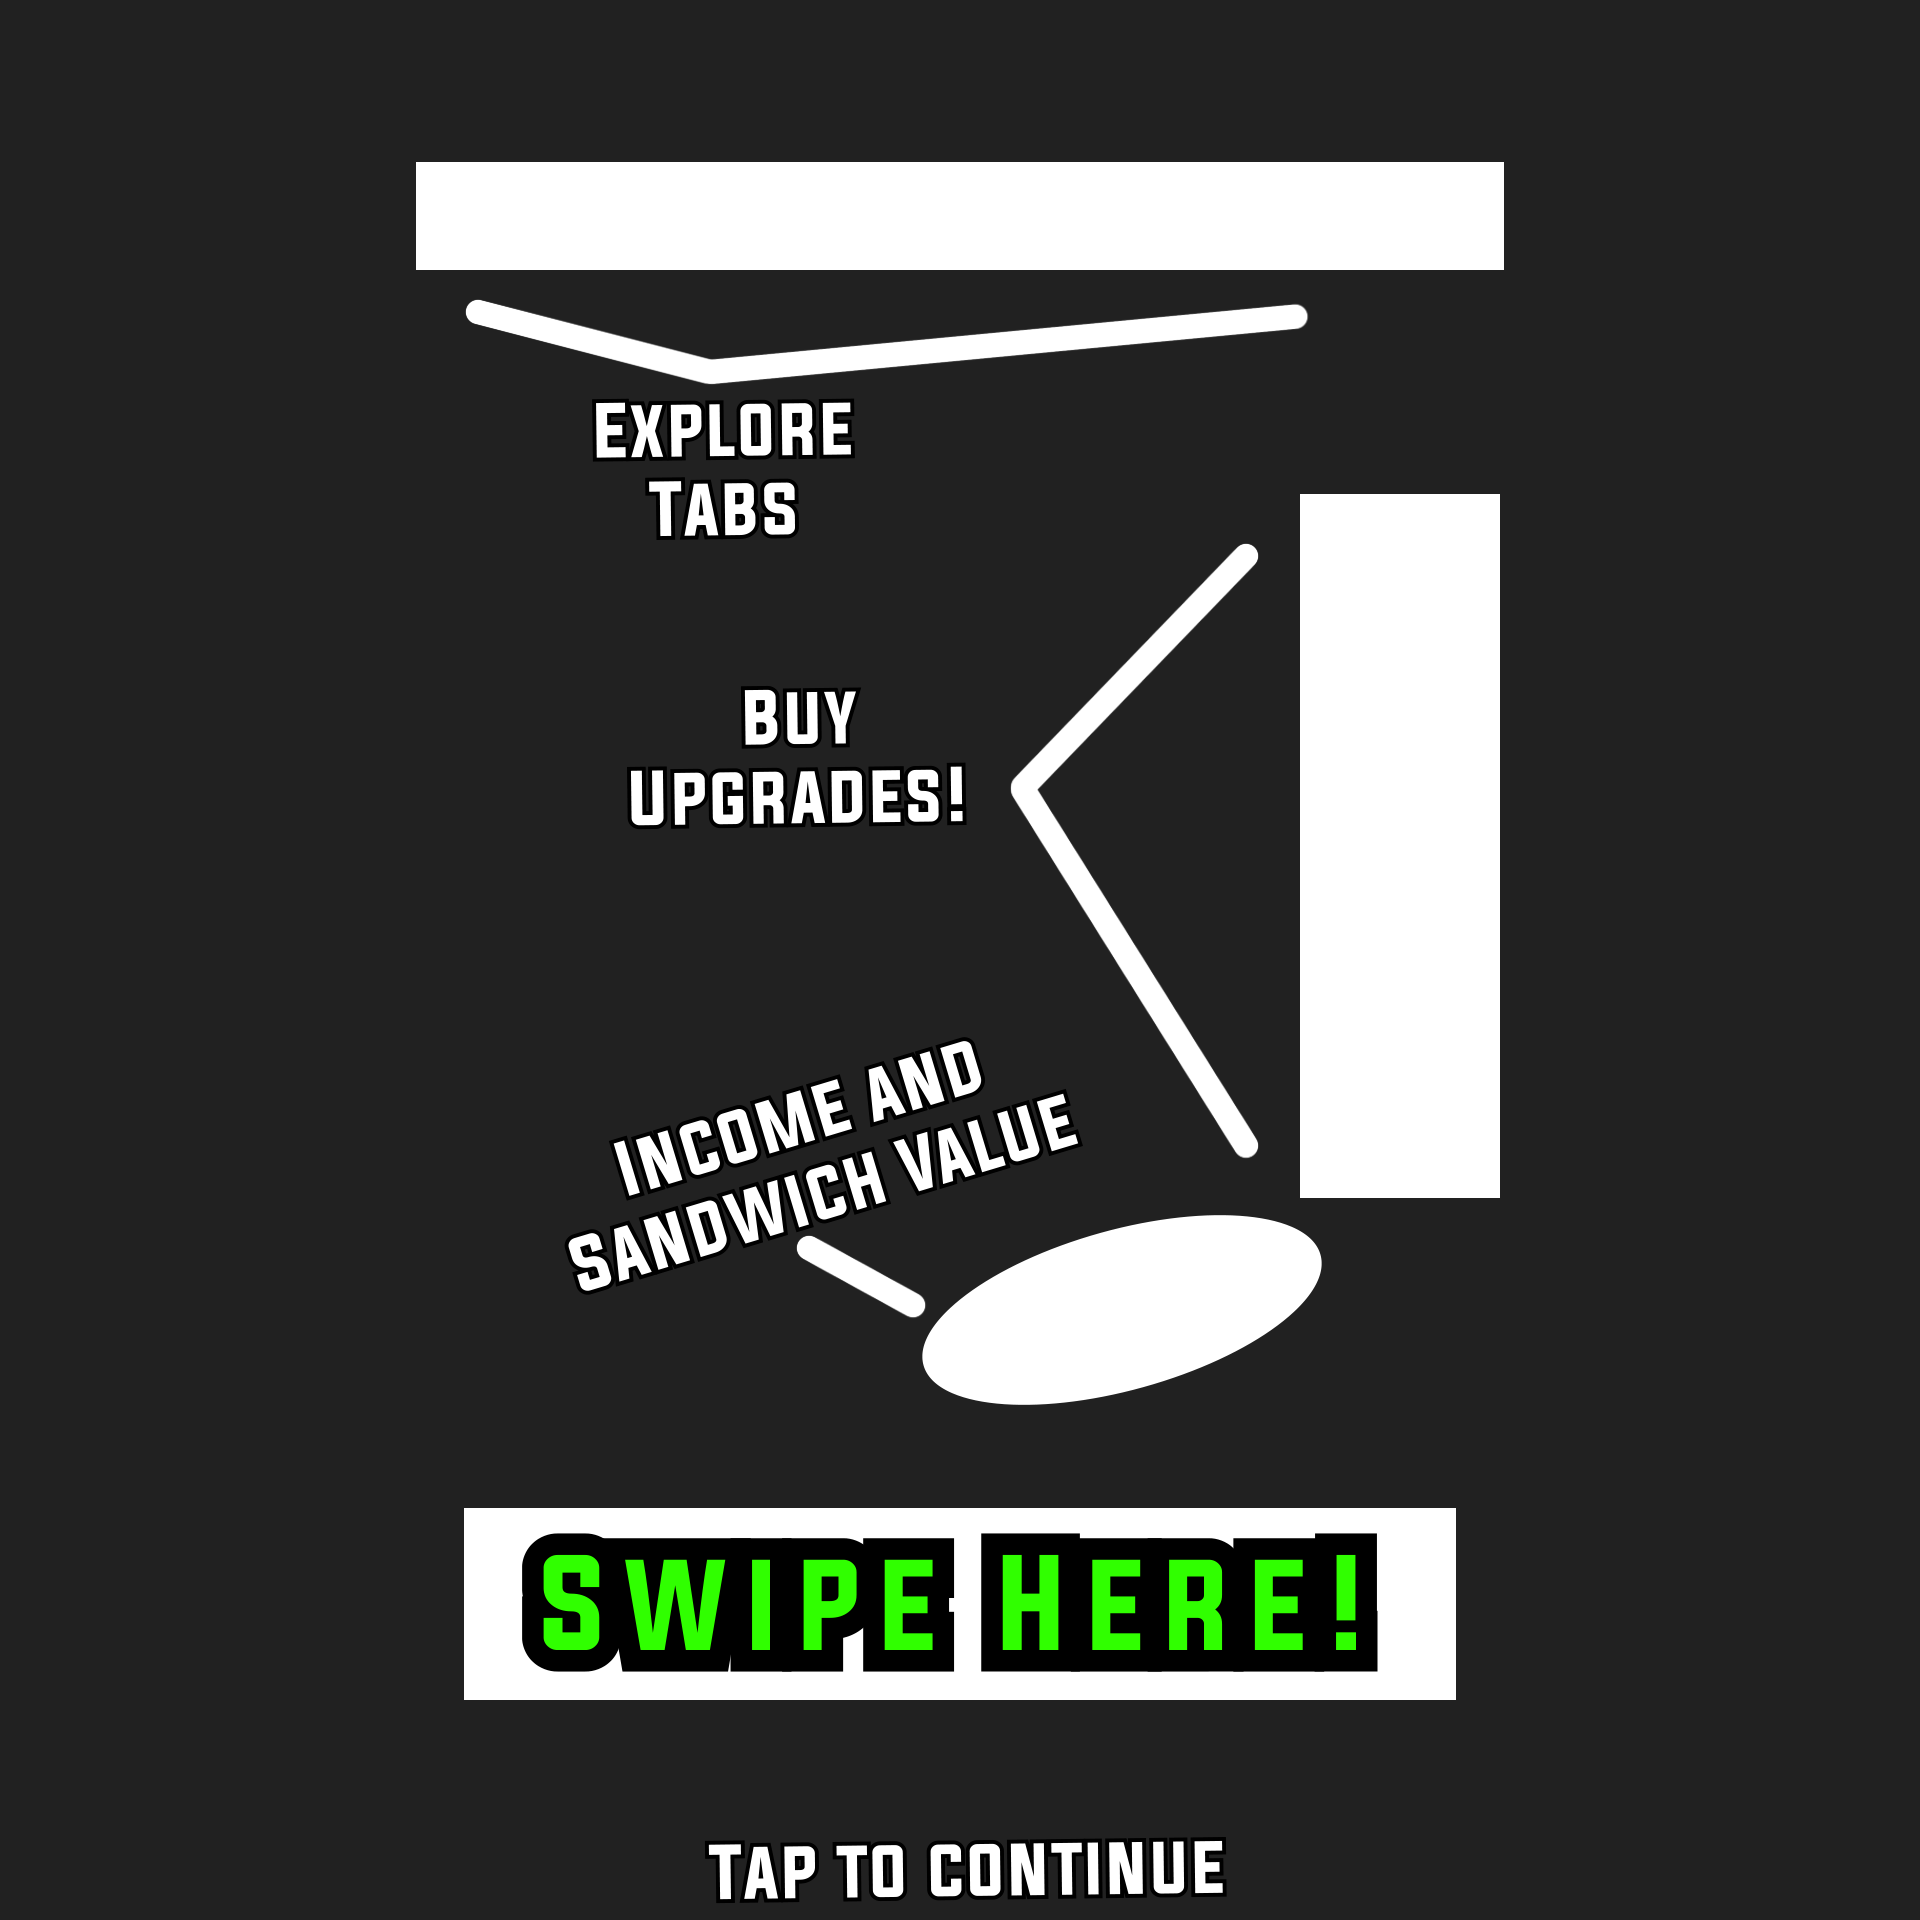 Explore
Tabs
Buy
Upgrades!
Income and
Sandwich Value
Swipe Here!
Tap to continue